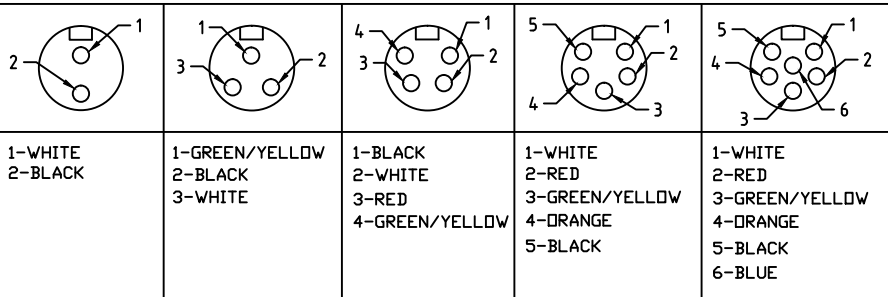 1
2
1
2
3
1
2
3
4
1
2
3
4
5
1
2
3
4
5
6
1-WHITE
2-BLACK
1-GREEN/YELLOW
2-BLACK
3-WHITE
1-BLACK
2-WHITE
3-RED
4-GREEN/YELLOW
1-WHITE
2-RED
3-GREEN/YELLOW
4-ORANGE
5-BLACK
1-WHITE
2-RED
3-GREEN/YELLOW
4-ORANGE
5-BLACK
6-BLUE